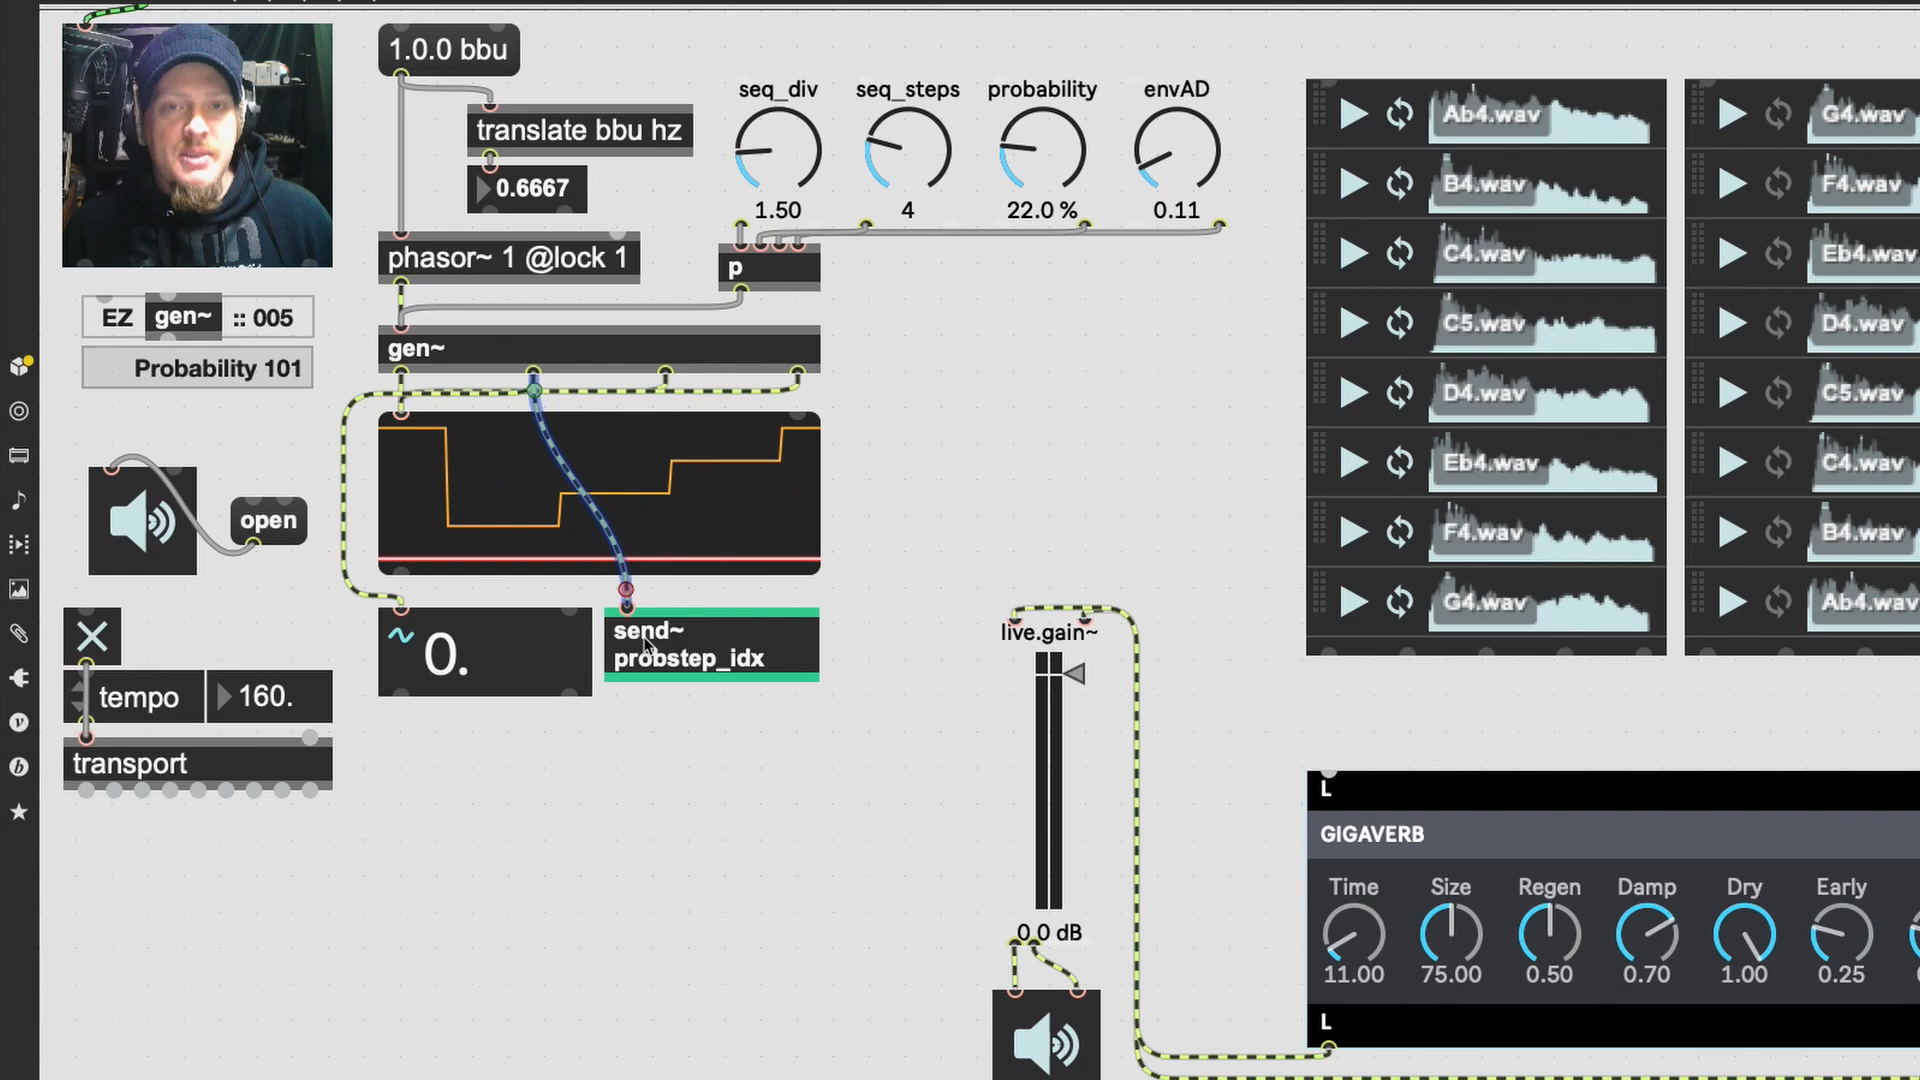 1.0.0 bbu
translate bbu hz
0.6667
phasor~ 1 @lock 1
seq_div
1.50
seq_steps
4
probability
22.0 %
envAD
0.11
p
EZ gen~ :: 005
Probability 101
gen~
open
0.
send~
probstep_idx
tempo
160.
transport
live.gain~
0.0 dB
Ab4.wav
B4.wav
C4.wav
C5.wav
D4.wav
Eb4.wav
F4.wav
G4.wav
G4.wav
F4.wav
Eb4.wav
D4.wav
C5.wav
C4.wav
B4.wav
Ab4.wav
L
GIGAVERB
Time
11.00
Size
75.00
Regen
0.50
Damp
0.70
Dry
1.00
Early
0.25
L